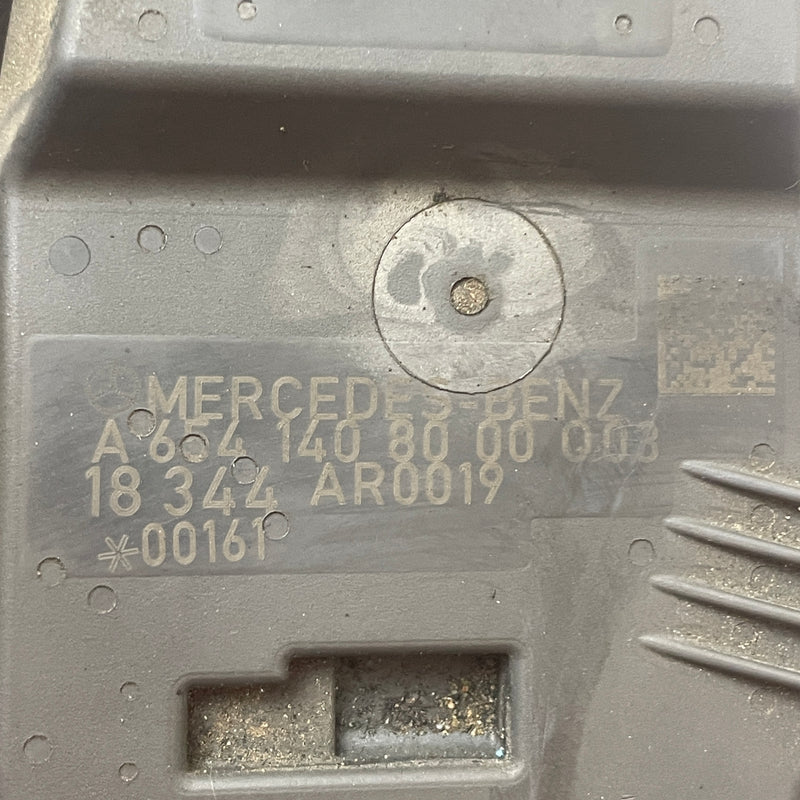 MERCEDES-BENZ
A 654 140 80 00 003
18 344 AR0019
*00161